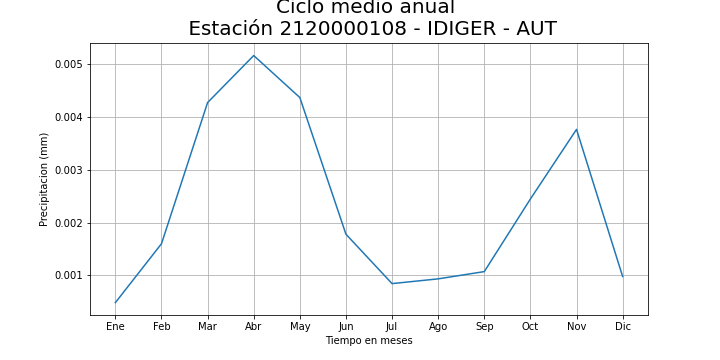 Ciclo medio anual
Estación 2120000108 - IDIGER - AUT
0.005
0.004
0.003
0.002
0.001
Precipitacion (mm)
Ene Feb Mar Abr May Jun Jul Ago Sep Oct Nov Dic
Tiempo en meses